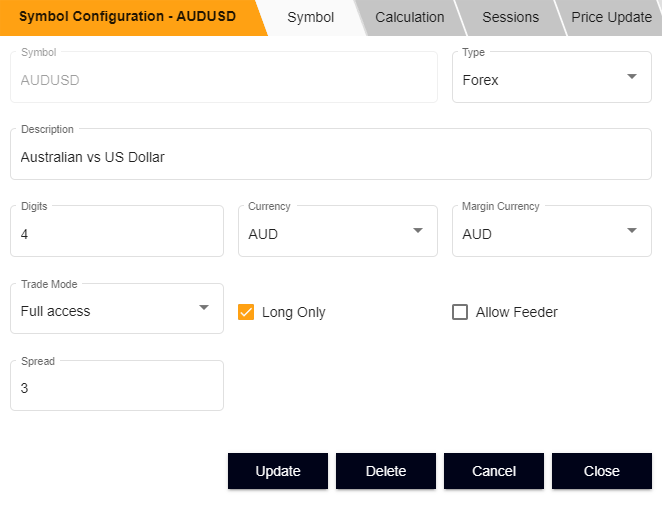 Symbol Configuration - AUDUSD Symbol Calculation Sessions Price Update
Symbol Type
AUDUSD Forex
Description
Australian vs US Dollar
Digits Currency Margin Currency
4 AUD AUD
Trade Mode
Full access Long Only Allow Feeder
Spread
3
Update Delete Cancel Close